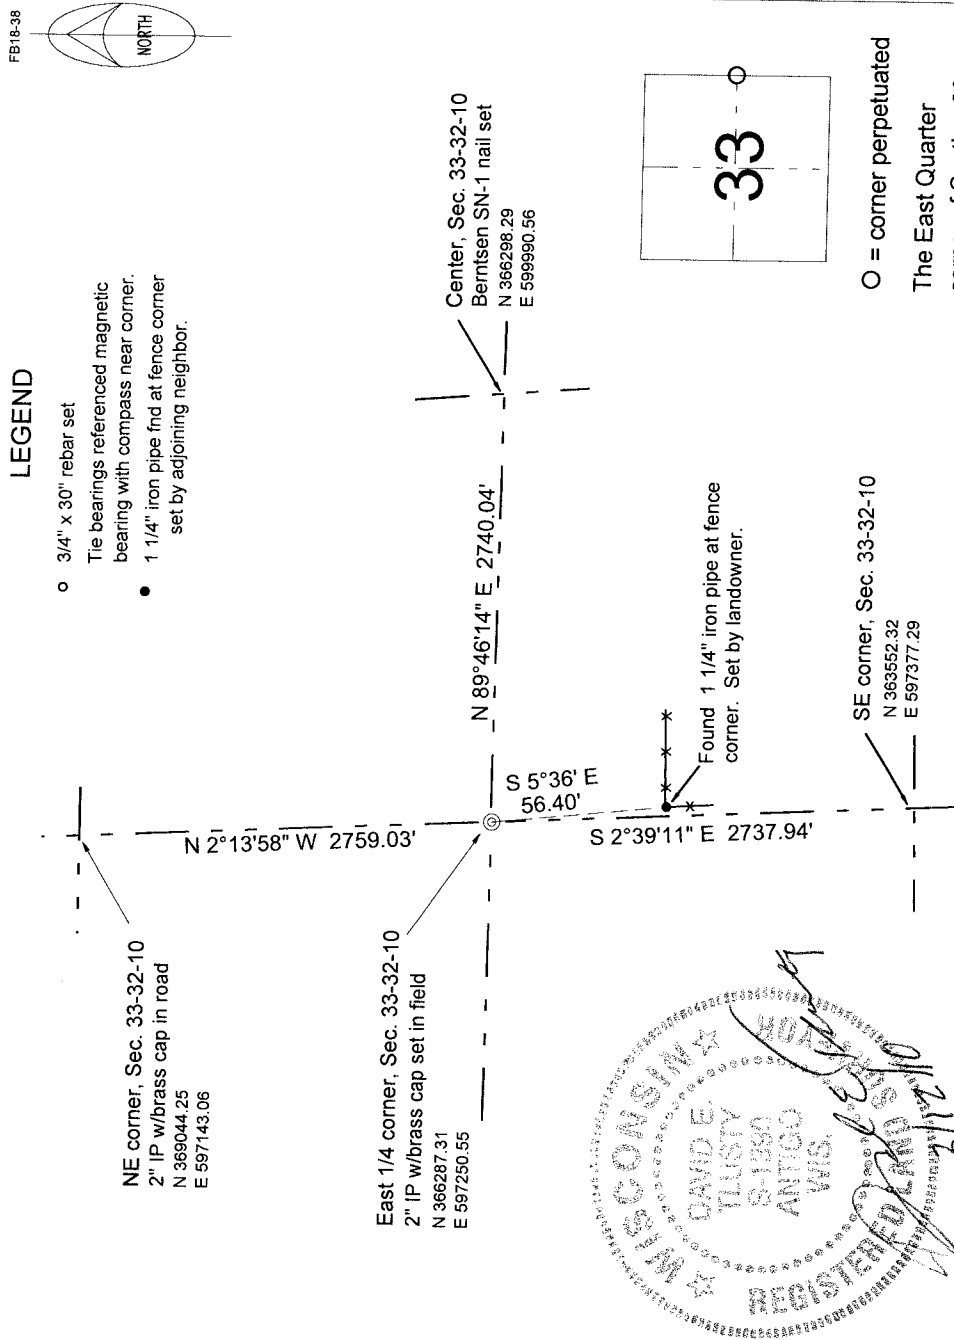 FB18-38
NORTH
LEGEND
3/4" x 30" rebar set
Tie bearings referenced magnetic
bearing with compass near corner.
1 1/4" iron pipe fnd at fence corner
set by adjoining neighbor.
NE corner, Sec. 33-32-10
2" IP w/brass cap in road
N 369044.25
E 597143.06
N 2°13'58" W 2759.03'
East 1/4 corner, Sec. 33-32-10
2" IP w/brass cap set in field
N 366287.31
E 597250.55
N 89°46'14" E 2740.04'
Center, Sec. 33-32-10
Berntsen SN-1 nail set
N 366298.29
E 599990.56
S 5°36' E
56.40'
S 2°39'11" E 2737.94'
Found 1 1/4" iron pipe at fence
corner. Set by landowner.
SE corner, Sec. 33-32-10
N 363552.32
E 597377.29
33
O = corner perpetuated
The East Quarter
WISCONSIN
DAVID E.
TLUSTY
S-1390
ANTIGO
WIS.
REGISTERED LAND SURVEYOR